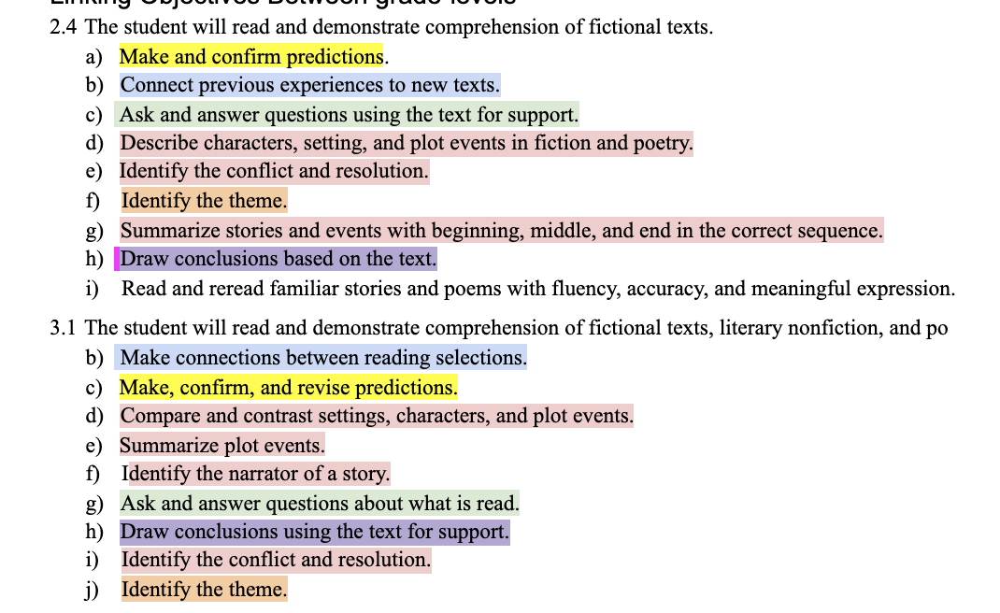 Linking Objectives Between grade levels
2.4 The student will read and demonstrate comprehension of fictional texts.
a) Make and confirm predictions.
b) Connect previous experiences to new texts.
c) Ask and answer questions using the text for support.
d) Describe characters, setting, and plot events in fiction and poetry.
e) Identify the conflict and resolution.
f) Identify the theme.
g) Summarize stories and events with beginning, middle, and end in the correct sequence.
h) Draw conclusions based on the text.
i) Read and reread familiar stories and poems with fluency, accuracy, and meaningful expression.
3.1 The student will read and demonstrate comprehension of fictional texts, literary nonfiction, and po
b) Make connections between reading selections.
c) Make, confirm, and revise predictions.
d) Compare and contrast settings, characters, and plot events.
e) Summarize plot events.
f) Identify the narrator of a story.
g) Ask and answer questions about what is read.
h) Draw conclusions using the text for support.
i) Identify the conflict and resolution.
j) Identify the theme.